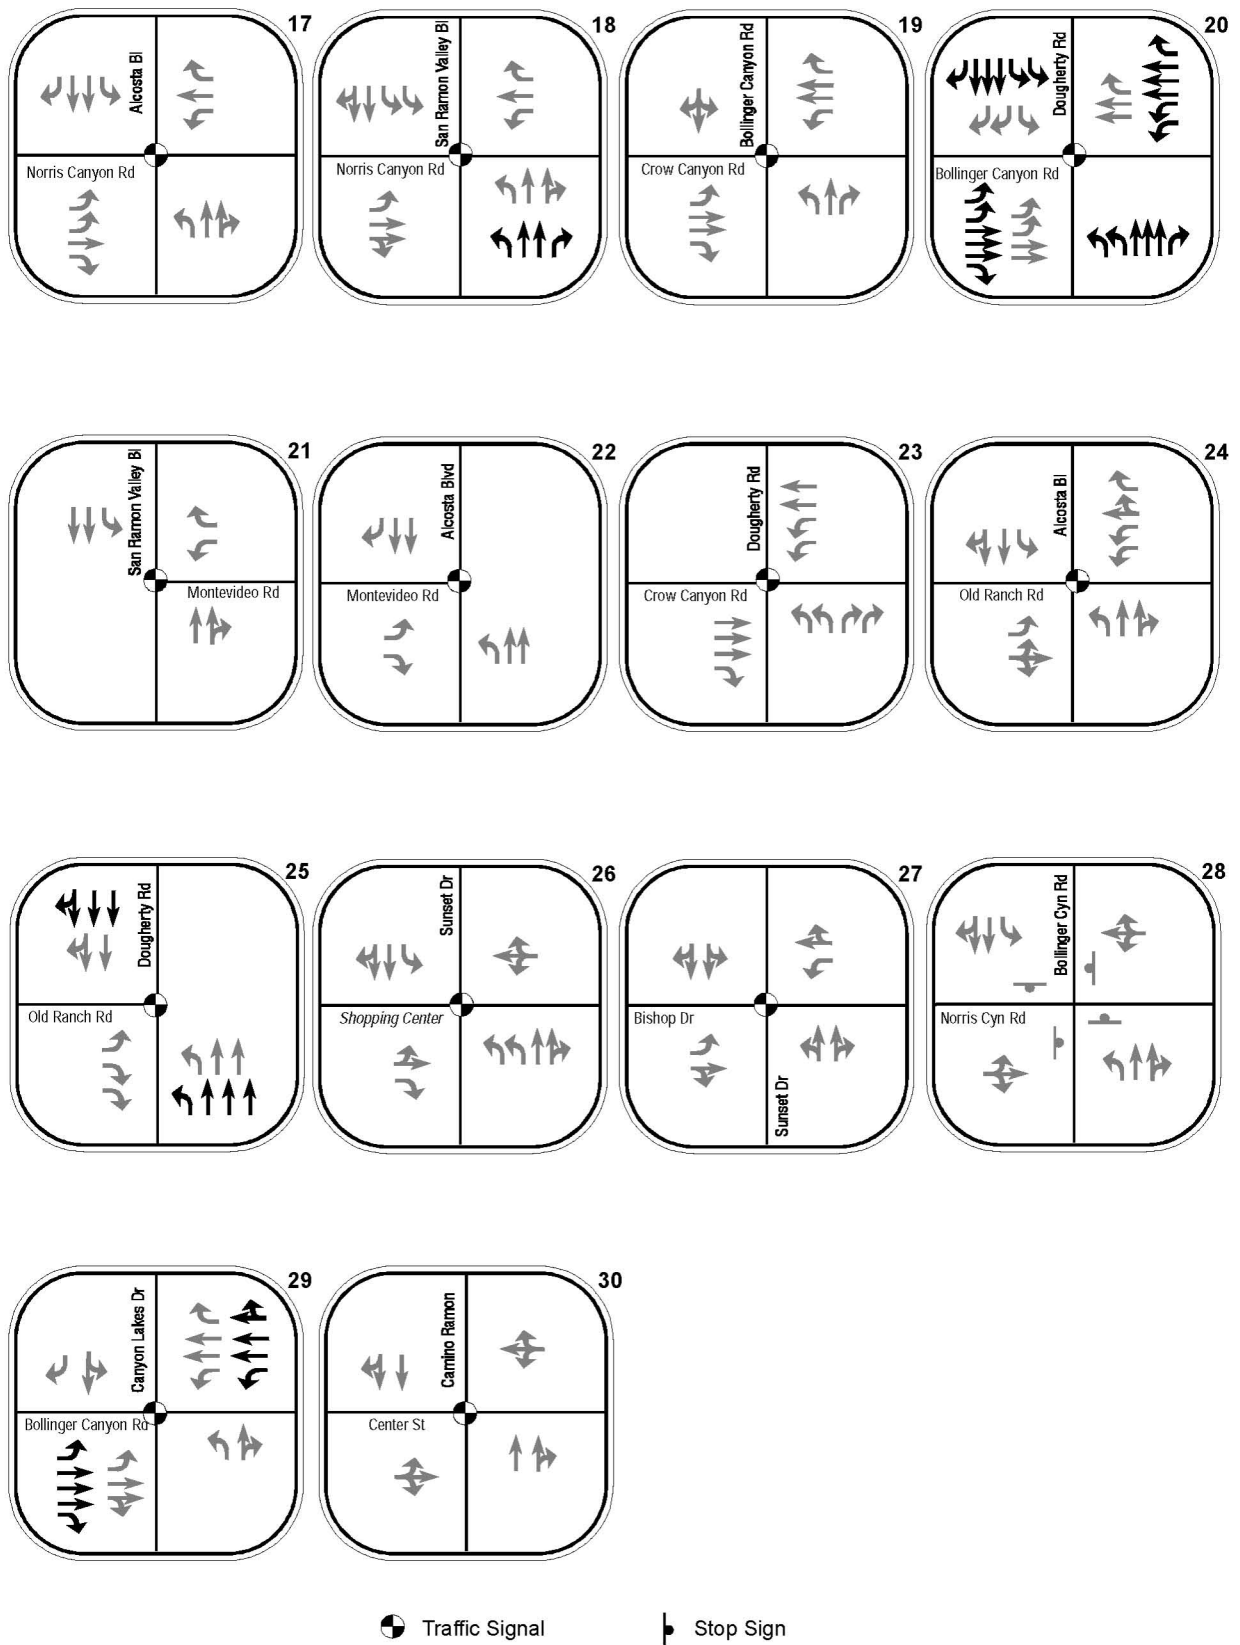 17
Alcosta Bl
Norris Canyon Rd
18
San Ramon Valley Bl
Norris Canyon Rd
19
Bollinger Canyon Rd
Crow Canyon Rd
20
Dougherty Rd
Bollinger Canyon Rd
21
San Ramon Valley Bl
Montevideo Rd
22
Alcosta Blvd
Montevideo Rd
23
Dougherty Rd
Crow Canyon Rd
24
Alcosta Bl
Old Ranch Rd
25
Dougherty Rd
Old Ranch Rd
26
Sunset Dr
Shopping Center
27
Bishop Dr
Sunset Dr
28
Bollinger Cyn Rd
Norris Cyn Rd
29
Canyon Lakes Dr
Bollinger Canyon Rd
30
Camino Ramon
Center St
Traffic Signal
Stop Sign